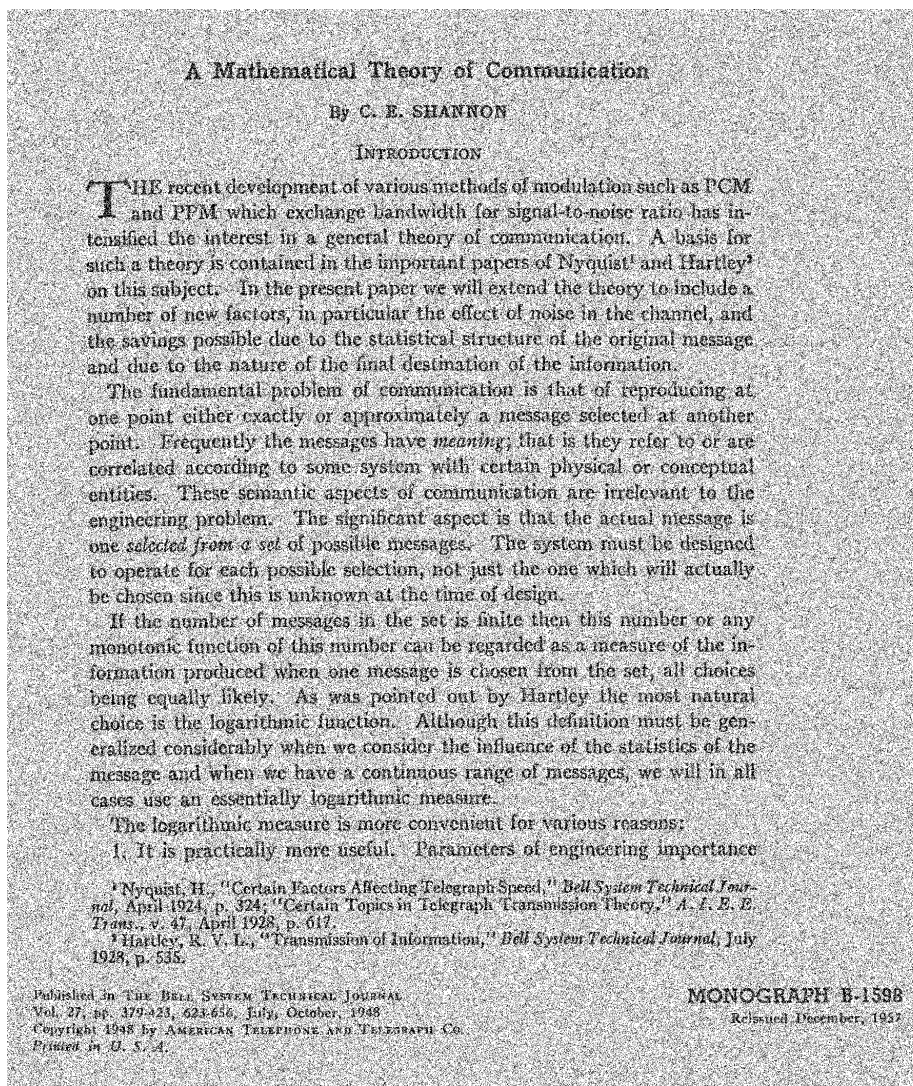 A Mathematical Theory of Communication
By C. E. SHANNON
INTRODUCTION
THE recent development of various methods of modulation such as PCM
and PPM which exchange bandwidth for signal-to-noise ratio has in-
tensified the interest in a general theory of communication. A basis for
such a theory is contained in the important papers of Nyquist¹ and Hartley²
on this subject. In the present paper we will extend the theory to include a
number of new factors, in particular the effect of noise in the channel, and
the savings possible due to the statistical structure of the original message
and due to the nature of the final destination of the information.
The fundamental problem of communication is that of reproducing at
one point either exactly or approximately a message selected at another
point. Frequently the messages have meaning; that is they refer to or are
correlated according to some system with certain physical or conceptual
entities. These semantic aspects of communication are irrelevant to the
engineering problem. The significant aspect is that the actual message is
one selected from a set of possible messages. The system must be designed
to operate for each possible selection, not just the one which will actually
be chosen since this is unknown at the time of design.
If the number of messages in the set is finite then this number or any
monotonic function of this number can be regarded as a measure of the in-
formation produced when one message is chosen from the set, all choices
being equally likely. As was pointed out by Hartley the most natural
choice is the logarithmic function. Although this definition must be gen-
eralized considerably when we consider the influence of the statistics of the
message and when we have a continuous range of messages, we will in all
cases use an essentially logarithmic measure.
The logarithmic measure is more convenient for various reasons:
1. It is practically more useful. Parameters of engineering importance
¹ Nyquist, H., "Certain Factors Affecting Telegraph Speed," Bell System Technical Jour-
nal, April 1924, p. 324; "Certain Topics in Telegraph Transmission Theory," A. I. E. E.
Trans., v. 47, April 1928, p. 617.
² Hartley, R. V. L., "Transmission of Information," Bell System Technical Journal, July
1928, p. 535.
Published in THE BELL SYSTEM TECHNICAL JOURNAL
Vol. 27, pp. 379-423, 623-656, July, October, 1948
Copyright 1948 by AMERICAN TELEPHONE AND TELEGRAPH CO.
Printed in U. S. A.
MONOGRAPH B-1598
Reissued December, 1957